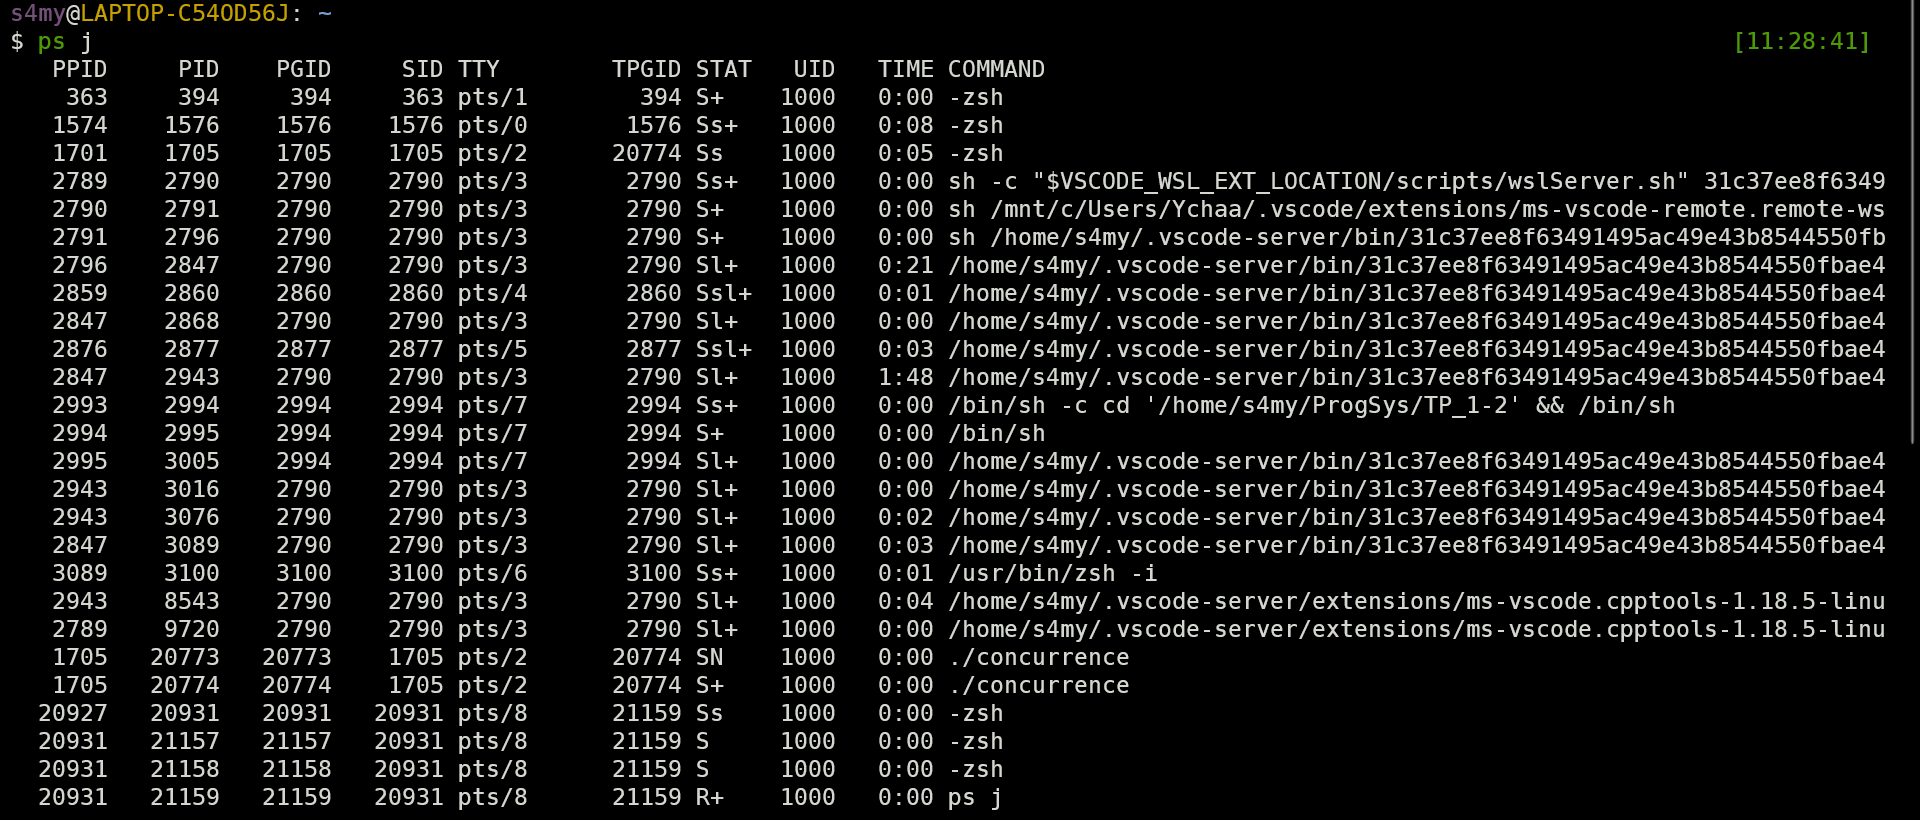 s4my@LAPTOP-C54OD56J: ~
$ ps j [11:28:41]
PPID PID PGID SID TTY TPGID STAT UID TIME COMMAND
363 394 394 363 pts/1 394 S+ 1000 0:00 -zsh
1574 1576 1576 1576 pts/0 1576 Ss+ 1000 0:08 -zsh
1701 1705 1705 1705 pts/2 20774 Ss 1000 0:05 -zsh
2789 2790 2790 2790 pts/3 2790 Ss+ 1000 0:00 sh -c "$VSCODE_WSL_EXT_LOCATION/scripts/wslServer.sh" 31c37ee8f6349
2790 2791 2790 2790 pts/3 2790 S+ 1000 0:00 sh /mnt/c/Users/Ychaa/.vscode/extensions/ms-vscode-remote.remote-ws
2791 2796 2790 2790 pts/3 2790 S+ 1000 0:00 sh /home/s4my/.vscode-server/bin/31c37ee8f63491495ac49e43b8544550fb
2796 2847 2790 2790 pts/3 2790 Sl+ 1000 0:21 /home/s4my/.vscode-server/bin/31c37ee8f63491495ac49e43b8544550fbae4
2859 2860 2860 2860 pts/4 2860 Ssl+ 1000 0:01 /home/s4my/.vscode-server/bin/31c37ee8f63491495ac49e43b8544550fbae4
2847 2868 2790 2790 pts/3 2790 Sl+ 1000 0:00 /home/s4my/.vscode-server/bin/31c37ee8f63491495ac49e43b8544550fbae4
2876 2877 2877 2877 pts/5 2877 Ssl+ 1000 0:03 /home/s4my/.vscode-server/bin/31c37ee8f63491495ac49e43b8544550fbae4
2847 2943 2790 2790 pts/3 2790 Sl+ 1000 1:48 /home/s4my/.vscode-server/bin/31c37ee8f63491495ac49e43b8544550fbae4
2993 2994 2994 2994 pts/7 2994 Ss+ 1000 0:00 /bin/sh -c cd '/home/s4my/ProgSys/TP_1-2' && /bin/sh
2994 2995 2994 2994 pts/7 2994 S+ 1000 0:00 /bin/sh
2995 3005 2994 2994 pts/7 2994 Sl+ 1000 0:00 /home/s4my/.vscode-server/bin/31c37ee8f63491495ac49e43b8544550fbae4
2943 3016 2790 2790 pts/3 2790 Sl+ 1000 0:00 /home/s4my/.vscode-server/bin/31c37ee8f63491495ac49e43b8544550fbae4
2943 3076 2790 2790 pts/3 2790 Sl+ 1000 0:02 /home/s4my/.vscode-server/bin/31c37ee8f63491495ac49e43b8544550fbae4
2847 3089 2790 2790 pts/3 2790 Sl+ 1000 0:03 /home/s4my/.vscode-server/bin/31c37ee8f63491495ac49e43b8544550fbae4
3089 3100 3100 3100 pts/6 3100 Ss+ 1000 0:01 /usr/bin/zsh -i
2943 8543 2790 2790 pts/3 2790 Sl+ 1000 0:04 /home/s4my/.vscode-server/extensions/ms-vscode.cpptools-1.18.5-linu
2789 9720 2790 2790 pts/3 2790 Sl+ 1000 0:00 /home/s4my/.vscode-server/extensions/ms-vscode.cpptools-1.18.5-linu
1705 20773 20773 1705 pts/2 20774 SN 1000 0:00 ./concurrence
1705 20774 20774 1705 pts/2 20774 S+ 1000 0:00 ./concurrence
20927 20931 20931 20931 pts/8 21159 Ss 1000 0:00 -zsh
20931 21157 21157 20931 pts/8 21159 S 1000 0:00 -zsh
20931 21158 21158 20931 pts/8 21159 S 1000 0:00 -zsh
20931 21159 21159 20931 pts/8 21159 R+ 1000 0:00 ps j